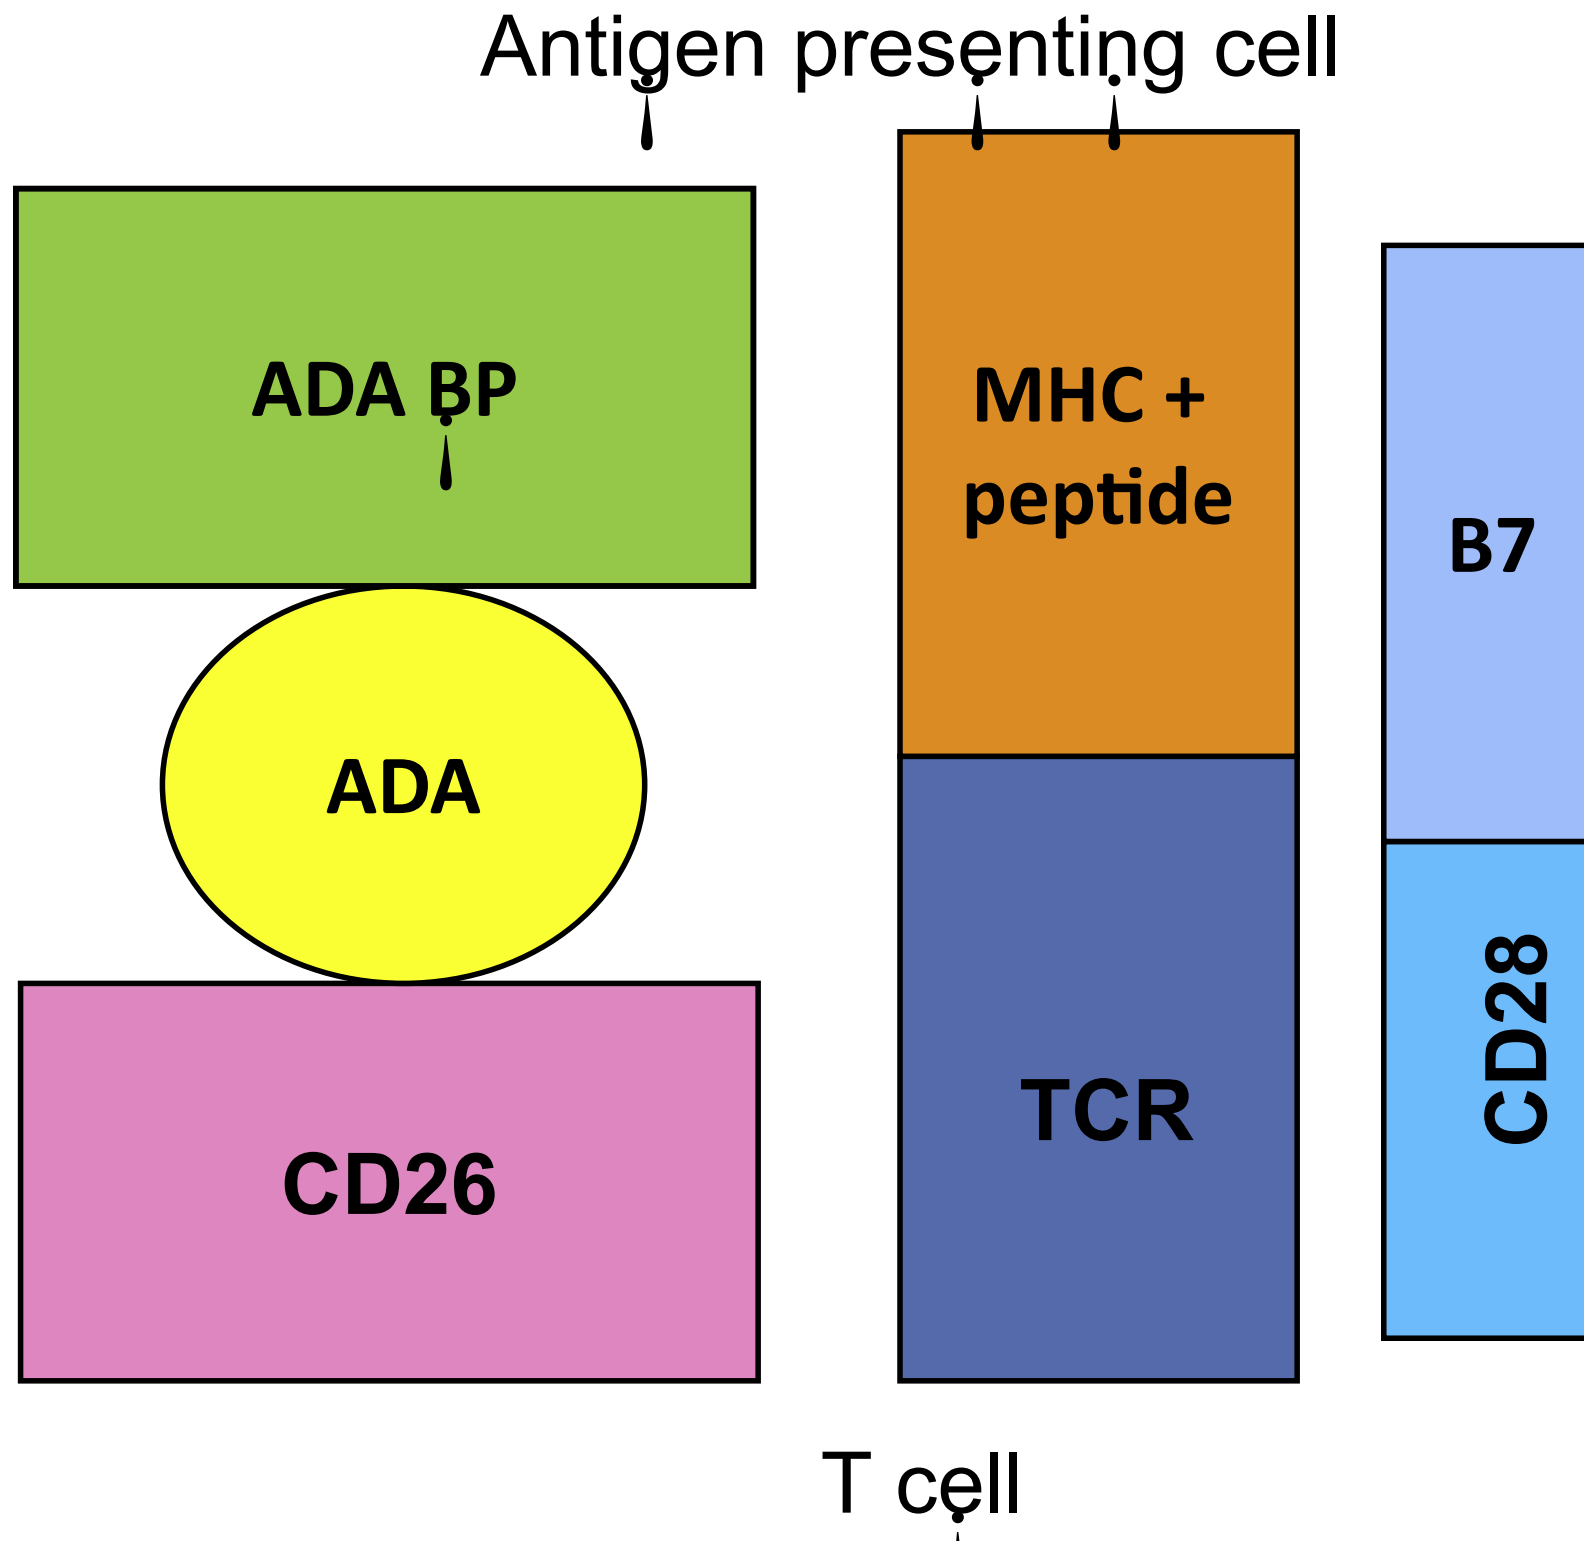 Antigen presenting cell
ADA BP
MHC +
peptide
B7
ADA
CD28
TCR
CD26
T cell